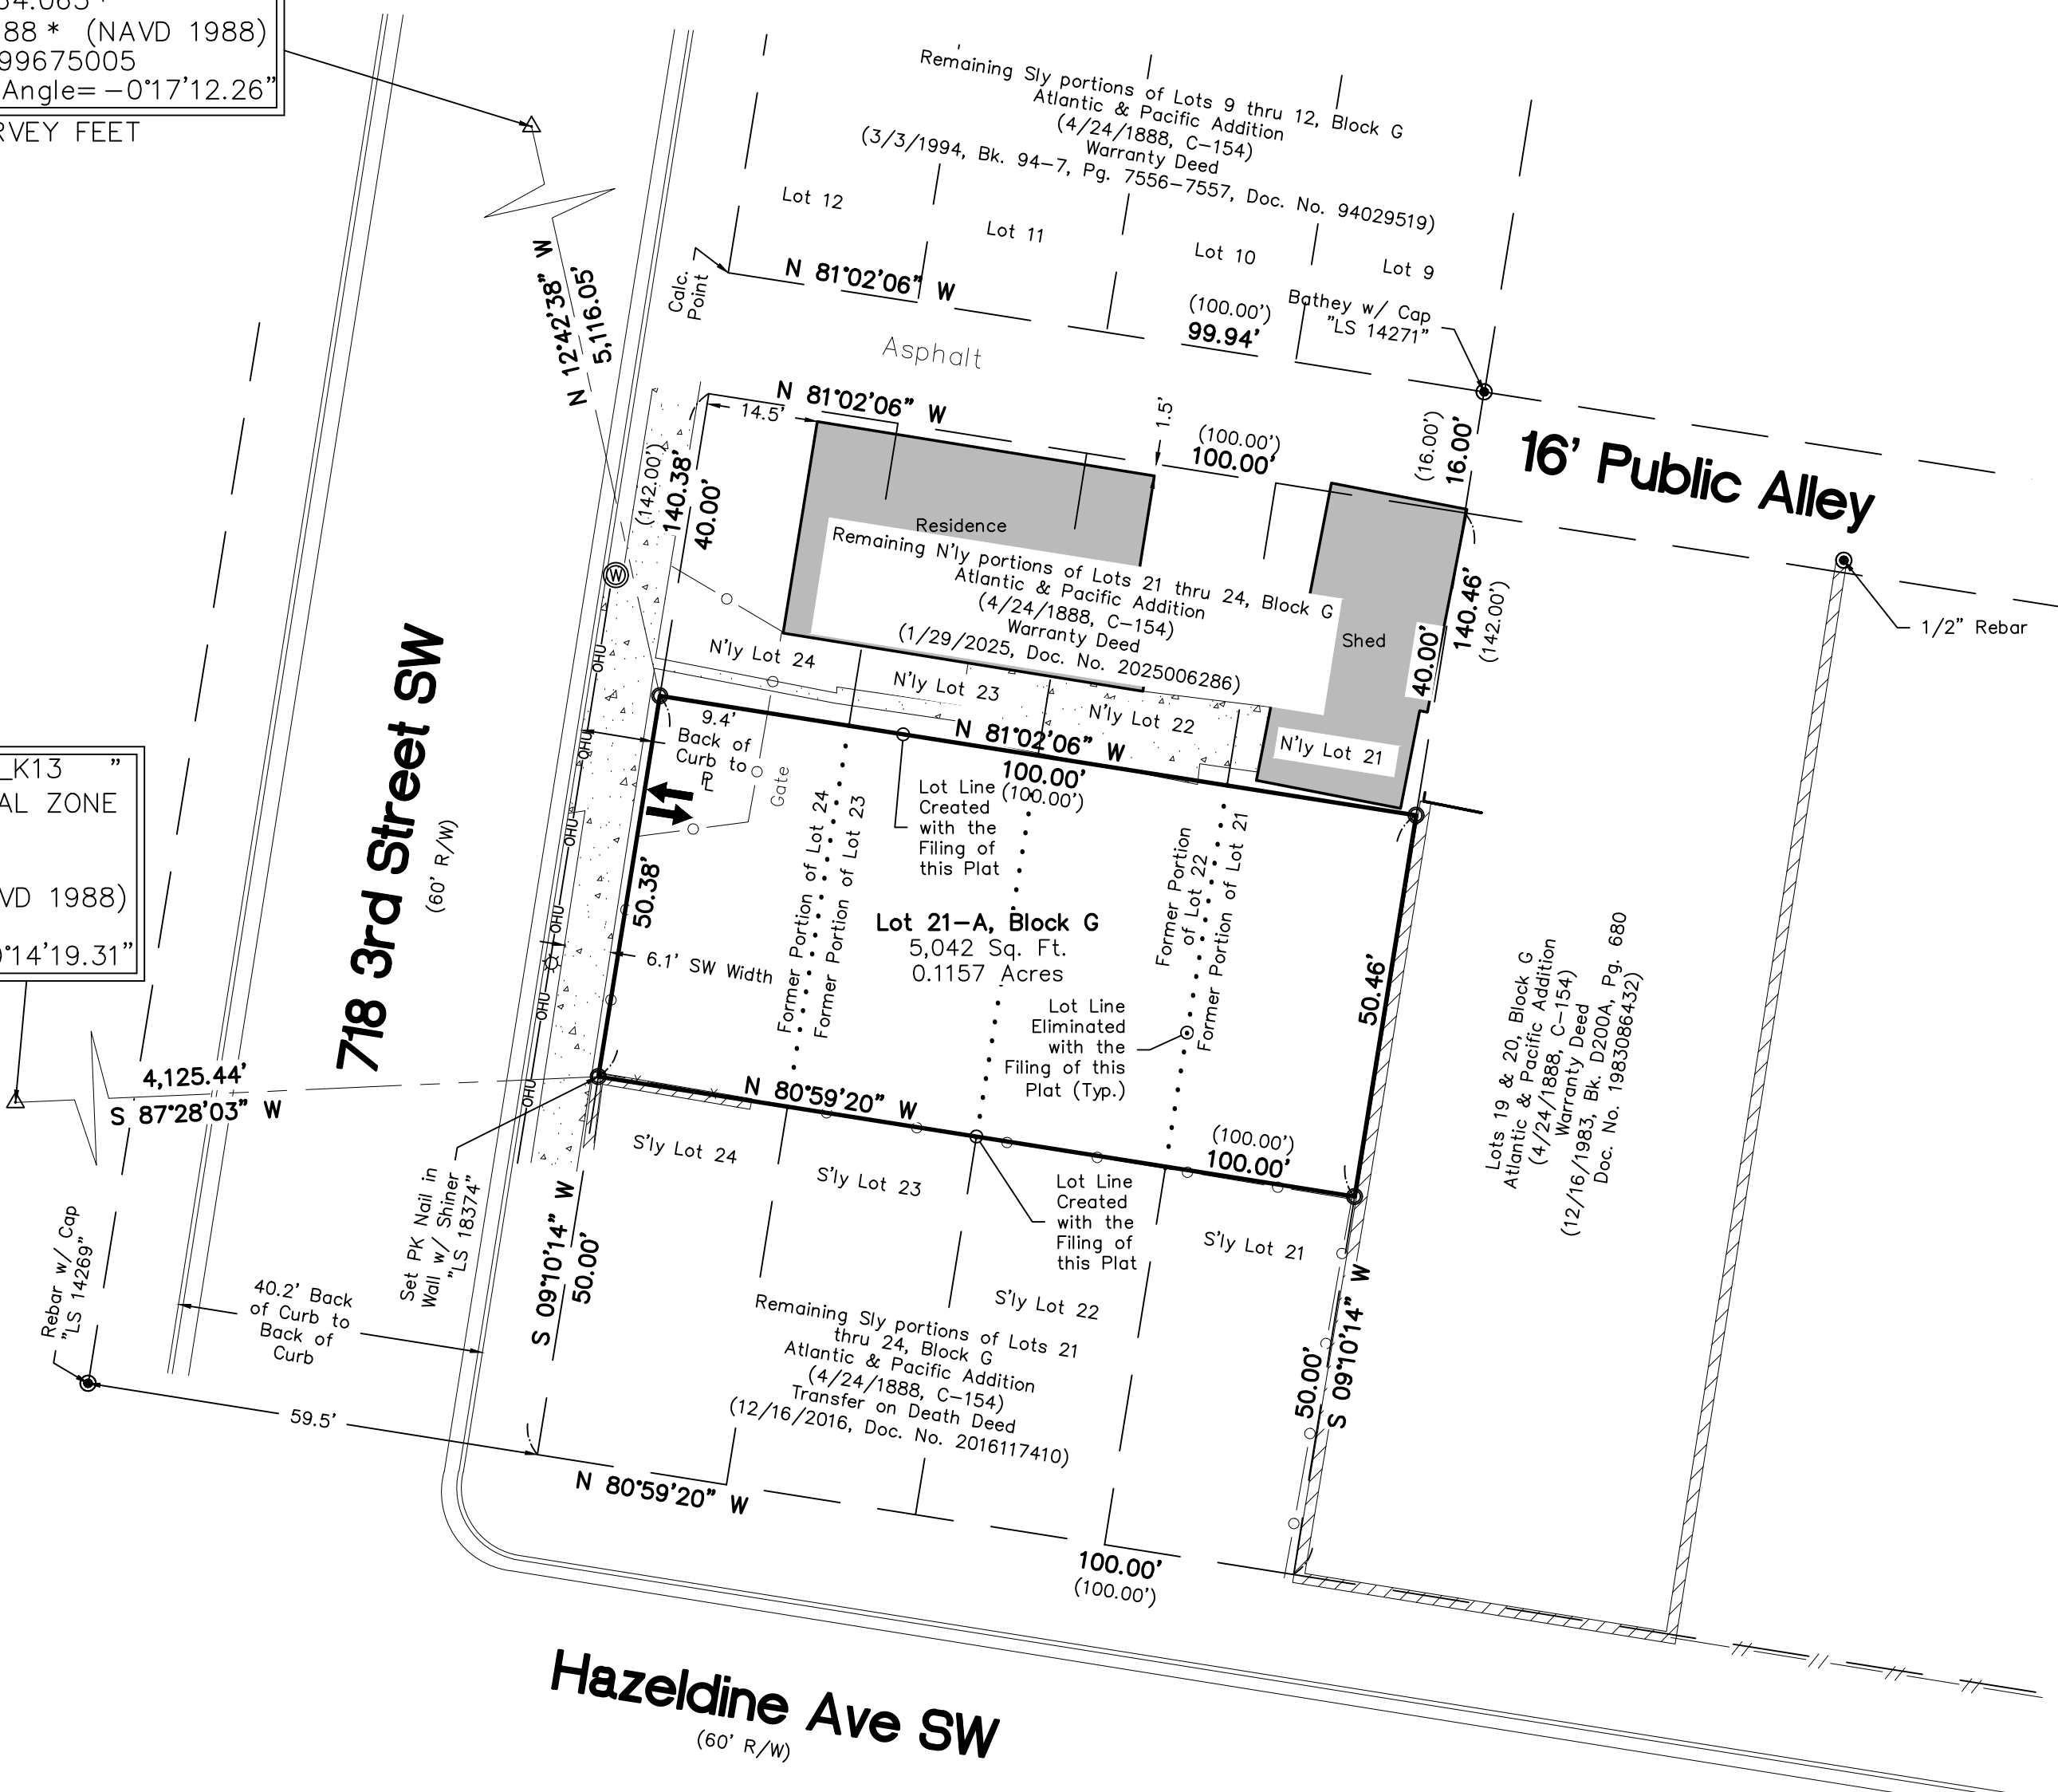 88 * (NAVD 1988)
99675005
Angle= −0°17'12.26"
RVEY FEET
Remaining Sly portions of Lots 9 thru 12, Block G
Atlantic & Pacific Addition
(4/24/1888, C−154)
Warranty Deed
(3/3/1994, Bk. 94−7, Pg. 7556−7557, Doc. No. 94029519)
Lot 12
Lot 11
Lot 10
Lot 9
Calc.
Point
N 81°02'06" W
(100.00')
99.94'
Bathey w/ Cap
"LS 14271"
N 12°42'38" W
5,116.05'
Asphalt
N 81°02'06" W
14.5'
1.5'
(100.00')
100.00'
(16.00')
16.00'
16' Public Alley
(142.00')
140.38'
40.00'
Residence
Remaining N'ly portions of Lots 21 thru 24, Block G
Atlantic & Pacific Addition
(4/24/1888, C−154)
Warranty Deed
(1/29/2025, Doc. No. 2025006286)
Shed
40.00'
140.46'
(142.00')
1/2" Rebar
W
OHU
N'ly Lot 24
N'ly Lot 23
N'ly Lot 22
N'ly Lot 21
718 3rd Street SW
(60' R/W)
9.4'
Back of
Curb to
PL
Gate
N 81°02'06" W
100.00'
(100.00')
Lot Line
Created
with the
Filing of
this Plat
OHU
OHU
OHU
OHU
OHU
50.38'
Former Portion of Lot 24
Former Portion of Lot 23
Former Portion
of Lot 22
Former Portion of Lot 21
Lot 21−A, Block G
5,042 Sq. Ft.
0.1157 Acres
6.1' SW Width
Lot Line
Eliminated
with the
Filing of this
Plat (Typ.)
50.46'
Lots 19 & 20, Block G
Atlantic & Pacific Addition
(4/24/1888, C−154)
Warranty Deed
(12/16/1983, Bk. D200A, Pg. 680
Doc. No. 1983086432)
LK13 "
AL ZONE
VD 1988)
0°14'19.31"
4,125.44'
S 87°28'03" W
N 80°59'20" W
(100.00')
100.00'
Set PK Nail in
Wall w/ Shiner
"LS 18374"
S'ly Lot 24
S'ly Lot 23
S'ly Lot 22
S'ly Lot 21
Lot Line
Created
with the
Filing of
this Plat
S 09°10'14" W
50.00'
Rebar w/ Cap
"LS 14269"
40.2' Back
of Curb to
Back of
Curb
59.5'
Remaining Sly portions of Lots 21
thru 24, Block G
Atlantic & Pacific Addition
(4/24/1888, C−154)
Transfer on Death Deed
(12/16/2016, Doc. No. 2016117410)
50.00'
S 09°10'14" W
N 80°59'20" W
100.00'
(100.00')
Hazeldine Ave SW
(60' R/W)